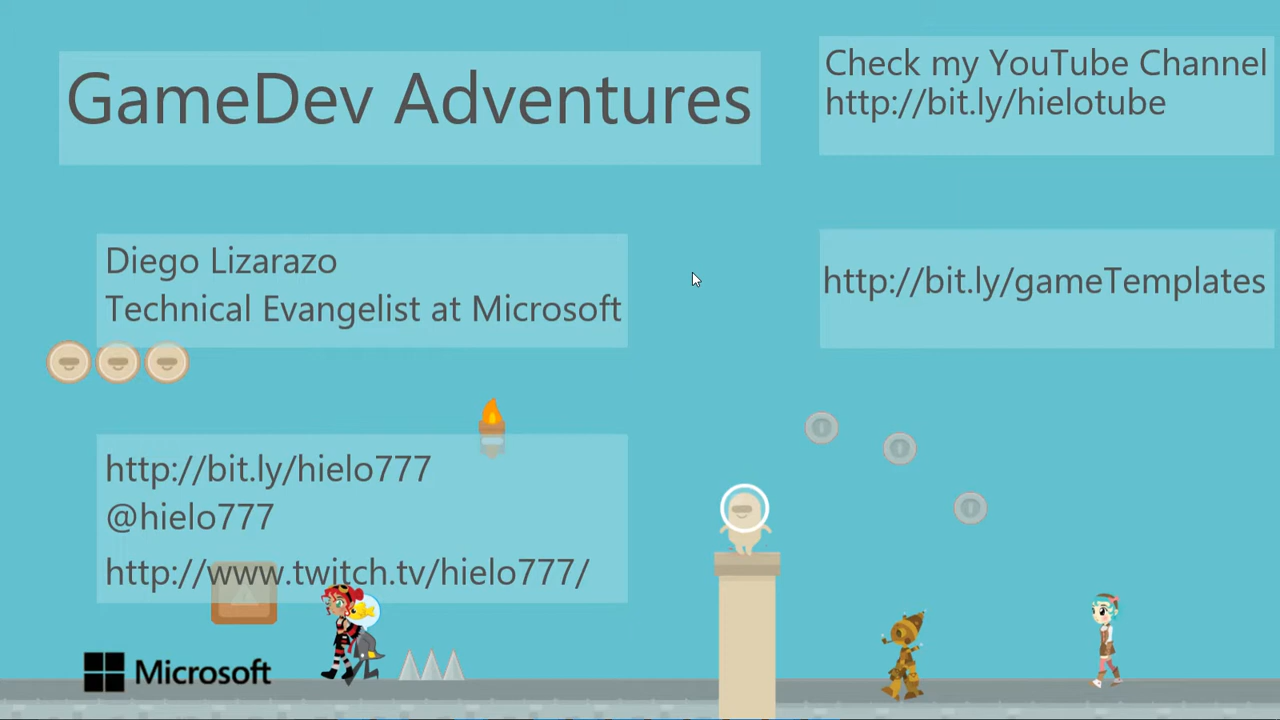 GameDev Adventures
Check my YouTube Channel
http://bit.ly/hielotube
Diego Lizarazo
Technical Evangelist at Microsoft
http://bit.ly/gameTemplates
http://bit.ly/hielo777
@hielo777
http://www.twitch.tv/hielo777/
Microsoft